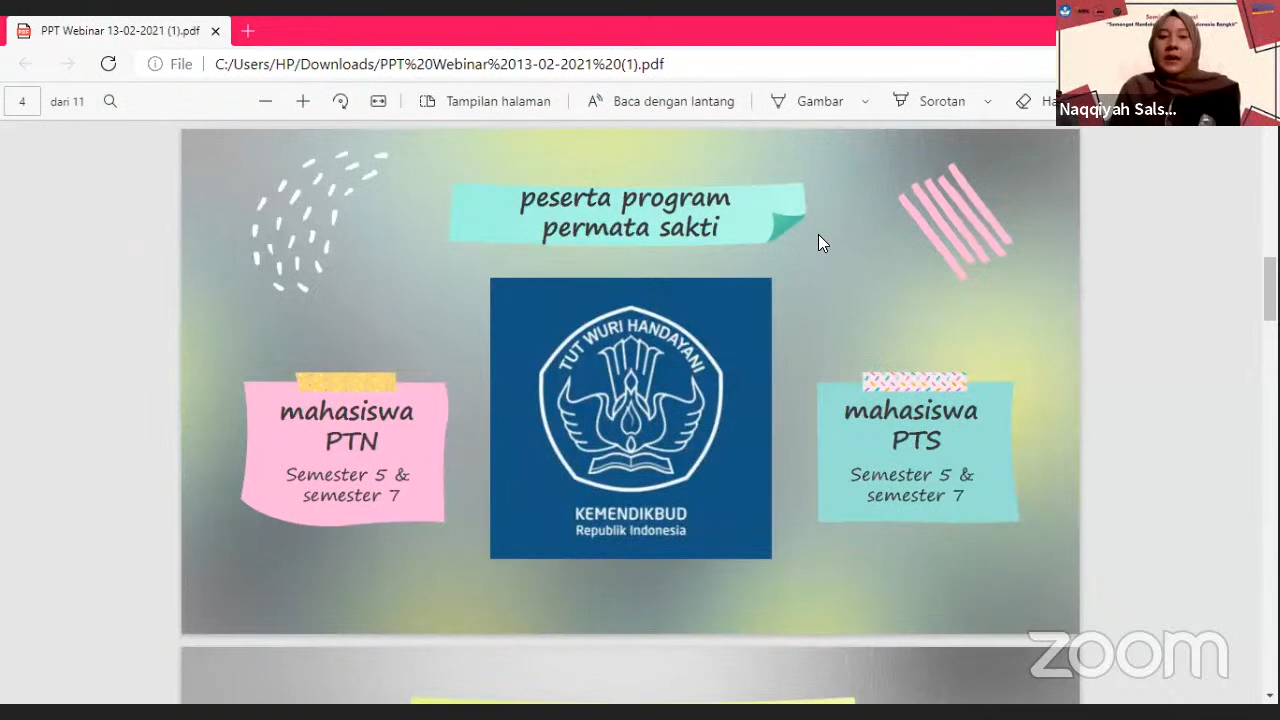 PPT Webinar 13-02-2021 (1).pdf
File
C:/Users/HP/Downloads/PPT%20Webinar%2013-02-2021%20(1).pdf
4 dari 11
Tampilan halaman
Baca dengan lantang
Gambar
Sorotan
Naqqiyah Sals...
peserta program
permata sakti
TUT WURI HANDAYANI
KEMENDIKBUD
Republik Indonesia
mahasiswa
PTN
Semester 5 &
semester 7
mahasiswa
PTS
Semester 5 &
semester 7
zoom